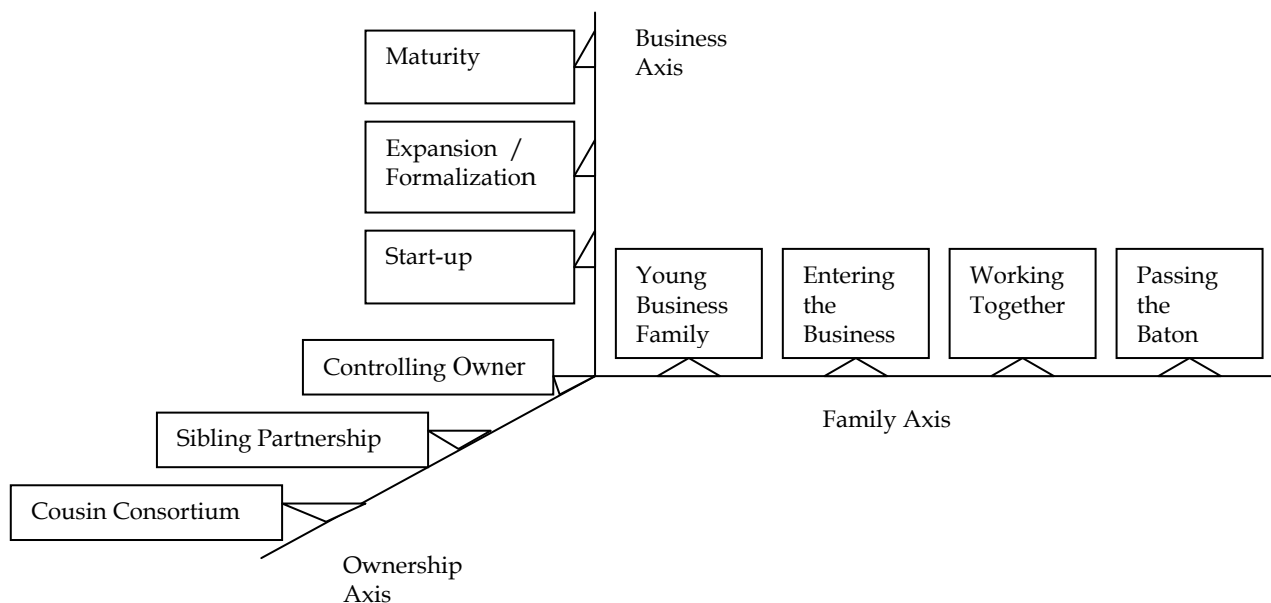 Maturity
Business
Axis
Expansion /
Formalization
Start-up
Young
Business
Family
Entering
the
Business
Working
Together
Passing
the
Baton
Controlling Owner
Family Axis
Sibling Partnership
Cousin Consortium
Ownership
Axis